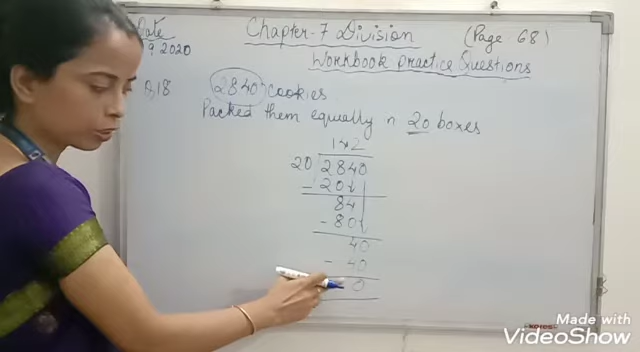 Date
Chapter-7 Division
(Page 68)
9.2020
Workbook practice Questions
Q,18
2840 cookies
Packed them equally n 20 boxes
142
20 2840
- 20
84
- 80
40
- 40
0
Made with
VideoShow